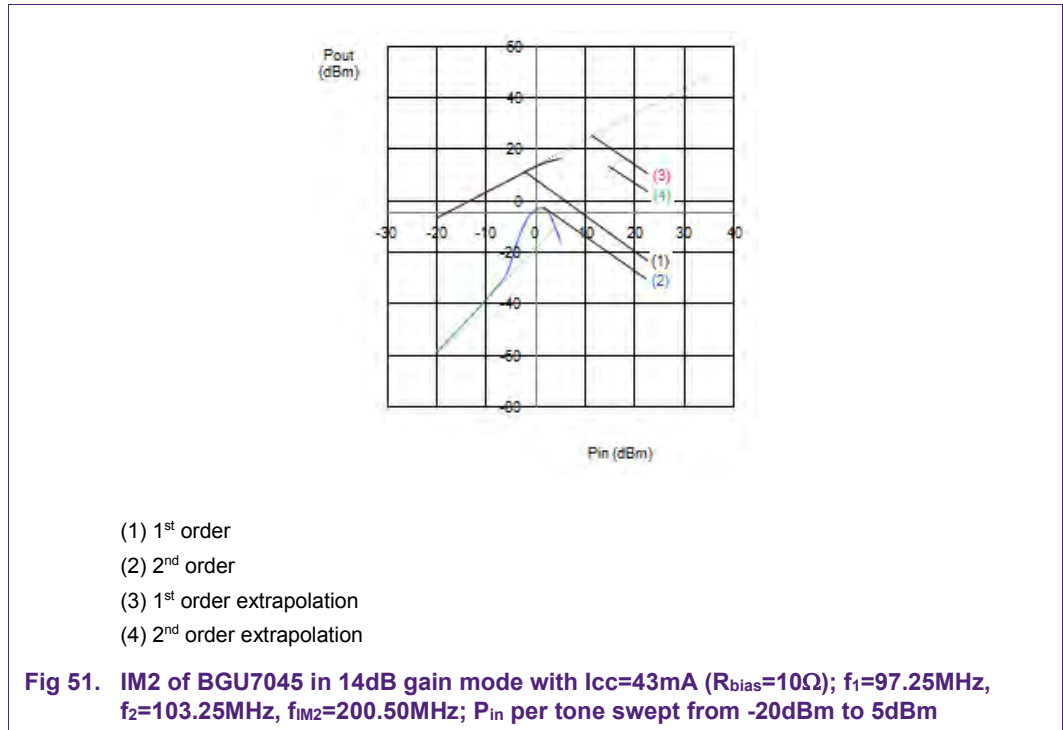 Pout
(dBm)
60
40
20
0
-20
-40
-60
-80
-30 -20 -10 0 10 20 30 40
(3)
(4)
(1)
(2)
Pin (dBm)
(1) 1st order
(2) 2nd order
(3) 1st order extrapolation
(4) 2nd order extrapolation
Fig 51. IM2 of BGU7045 in 14dB gain mode with Icc=43mA (Rbias=10Ω); f1=97.25MHz,
f2=103.25MHz, fIM2=200.50MHz; Pin per tone swept from -20dBm to 5dBm